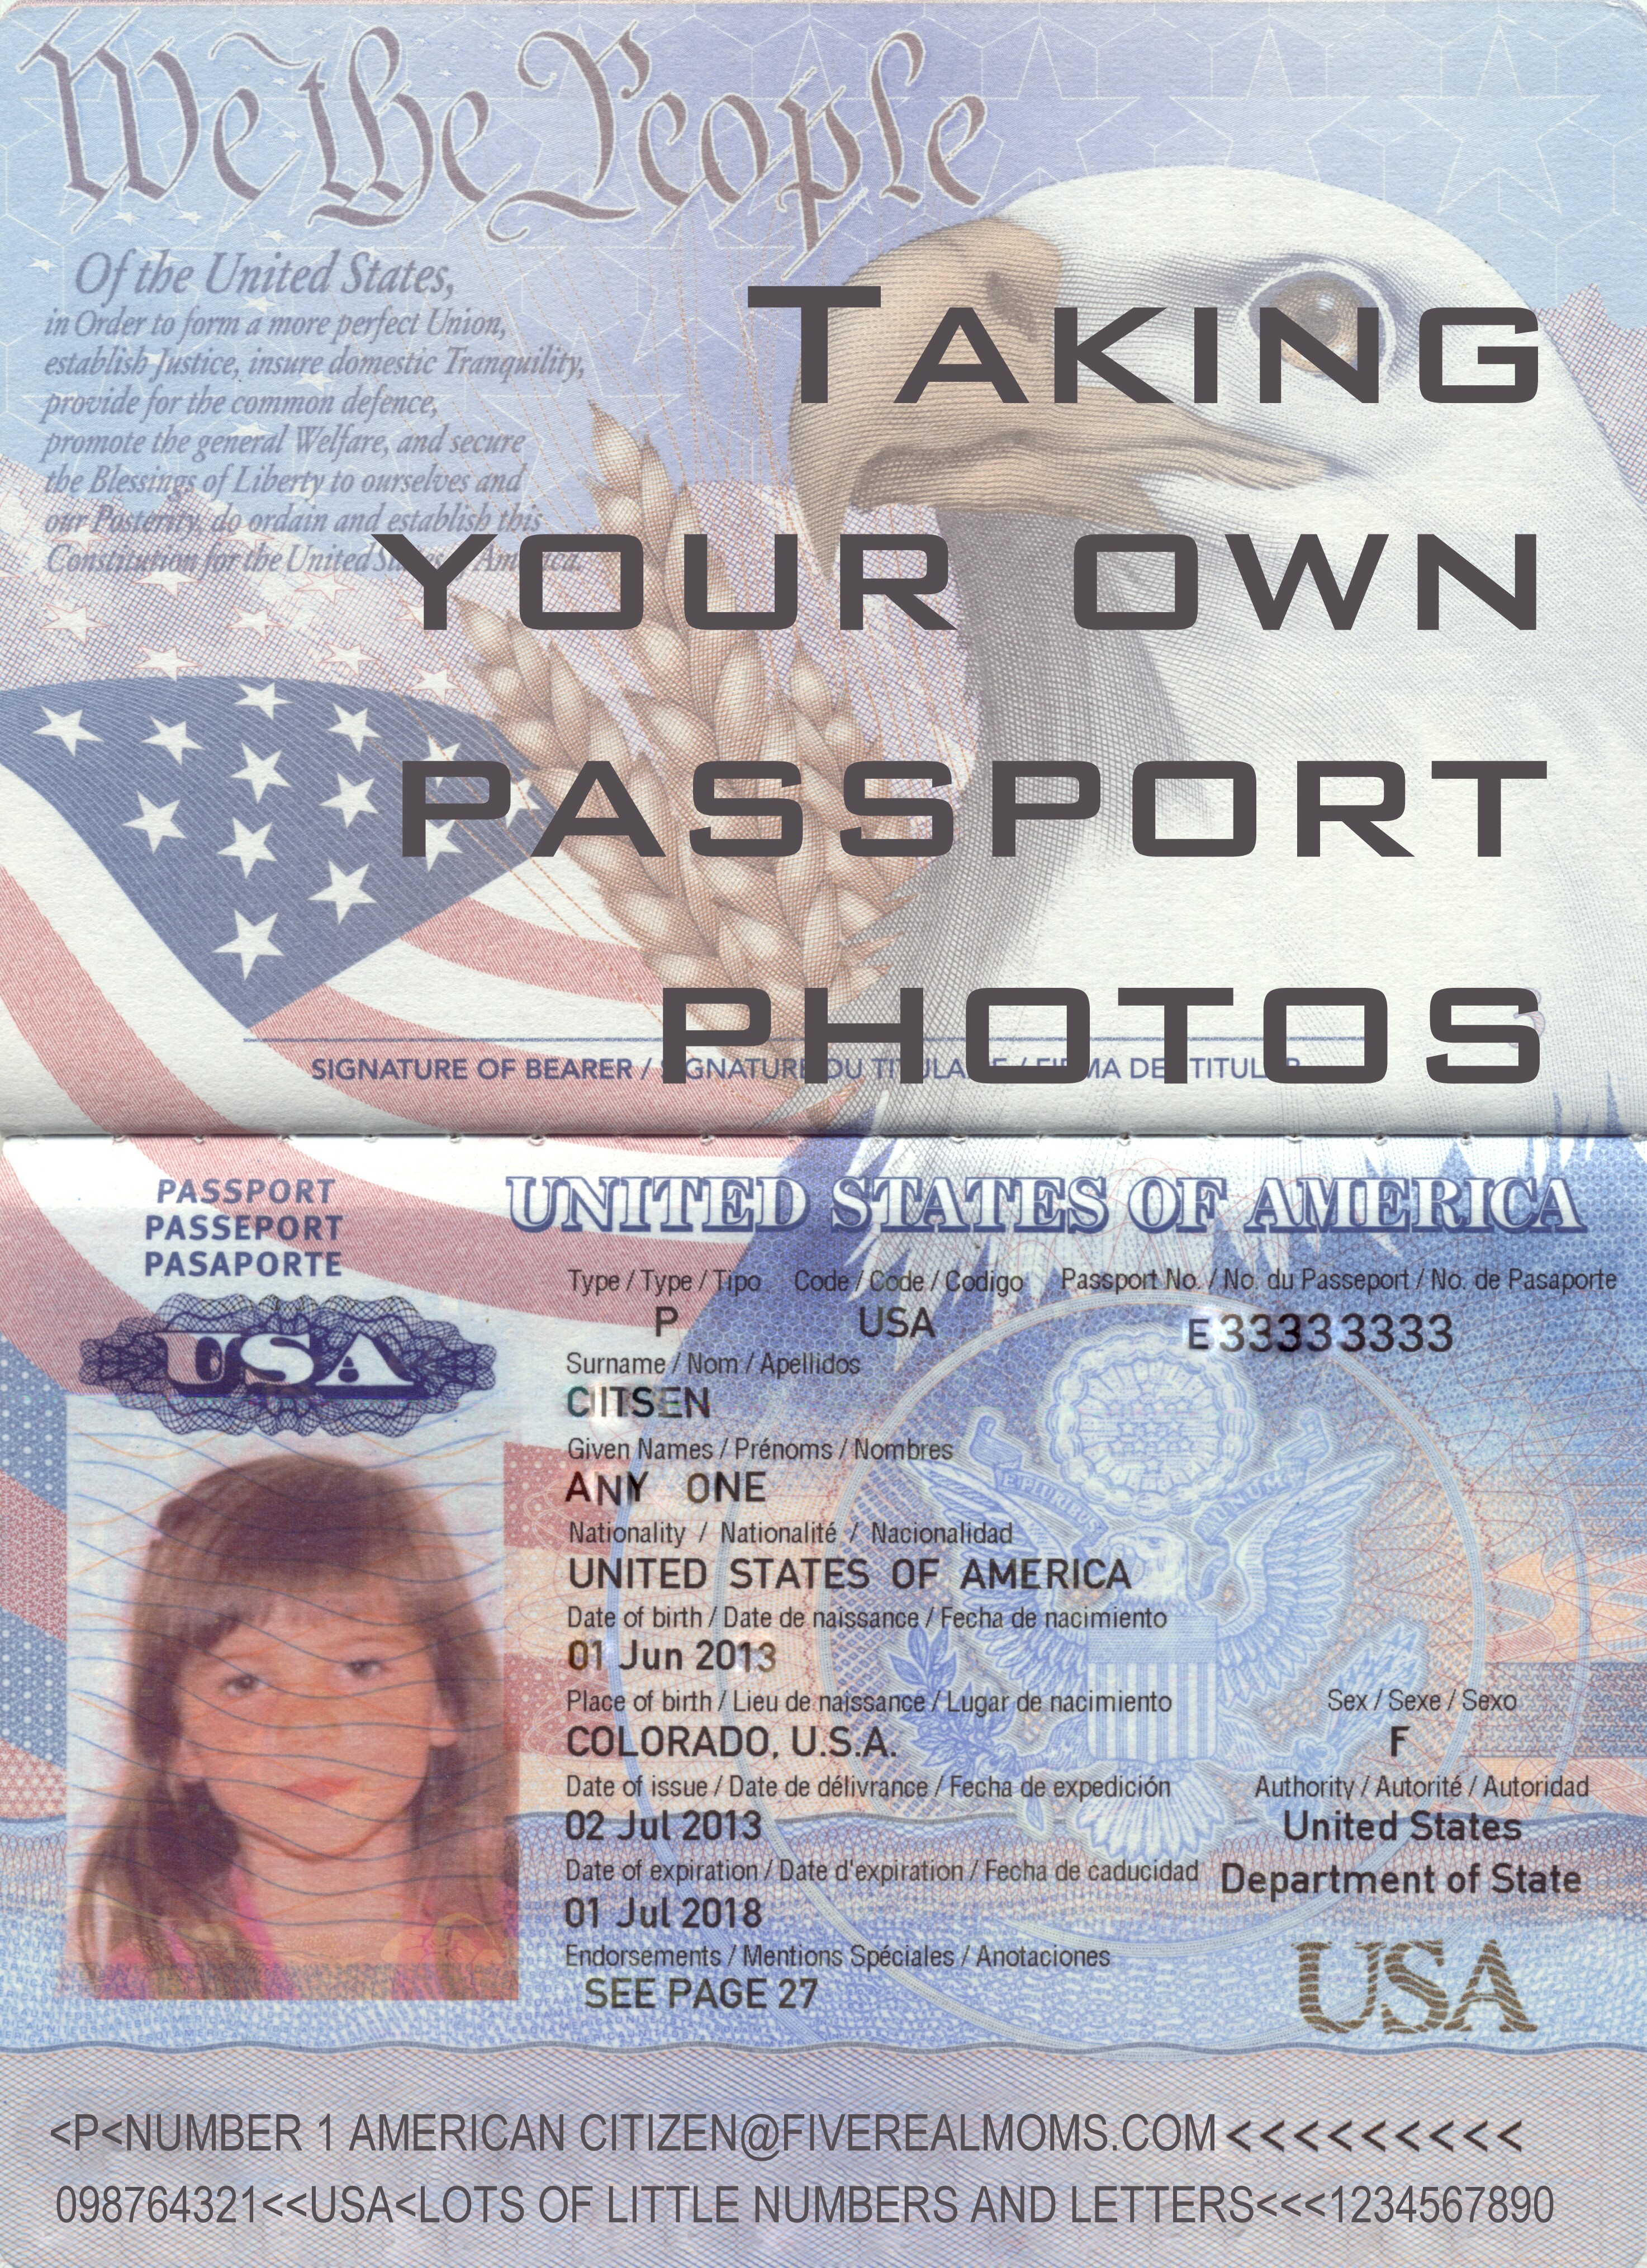 We the People
Of the United States,
in Order to form a more perfect Union,
establish Justice, insure domestic Tranquility,
provide for the common defence,
promote the general Welfare, and secure
the Blessings of Liberty to ourselves and
our Posterity, do ordain and establish this
Constitution for the United States of America.
TAKING
YOUR OWN
PASSPORT
PHOTOS
SIGNATURE OF BEARER / SIGNATURE DU TITULAIRE / FIRMA DEL TITULAR
PASSPORT
PASSEPORT
PASAPORTE
USA
UNITED STATES OF AMERICA
Type / Type / Tipo Code / Code / Codigo Passport No. / No. du Passeport / No. de Pasaporte
P USA E33333333
Surname / Nom / Apellidos
CIITSEN
Given Names / Prénoms / Nombres
ANY ONE
Nationality / Nationalité / Nacionalidad
UNITED STATES OF AMERICA
Date of birth / Date de naissance / Fecha de nacimiento
01 Jun 2013
Place of birth / Lieu de naissance / Lugar de nacimiento Sex / Sexe / Sexo
COLORADO, U.S.A. F
Date of issue / Date de délivrance / Fecha de expedición Authority / Autorité / Autoridad
02 Jul 2013 United States
Date of expiration / Date d'expiration / Fecha de caducidad Department of State
01 Jul 2018
Endorsements / Mentions Spéciales / Anotaciones
SEE PAGE 27
USA
<P<NUMBER 1 AMERICAN CITIZEN@FIVEREALMOMS.COM<<<<<<<<<
098764321<<USA<LOTS OF LITTLE NUMBERS AND LETTERS<<<1234567890